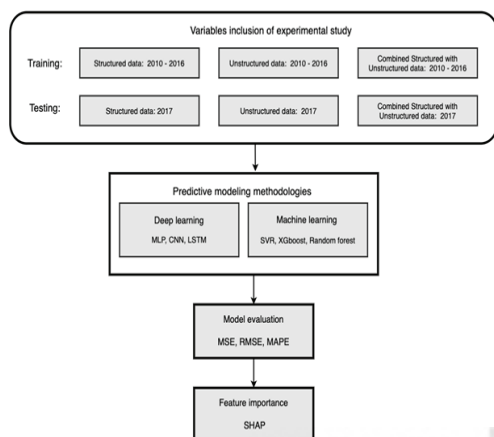 Variables inclusion of experimental study
Training:
Structured data: 2010 - 2016
Unstructured data: 2010 - 2016
Combined Structured with
Unstructured data: 2010 - 2016
Testing:
Structured data: 2017
Unstructured data: 2017
Combined Structured with
Unstructured data: 2017
Predictive modeling methodologies
Deep learning
MLP, CNN, LSTM
Machine learning
SVR, XGboost, Random forest
Model evaluation
MSE, RMSE, MAPE
Feature importance
SHAP